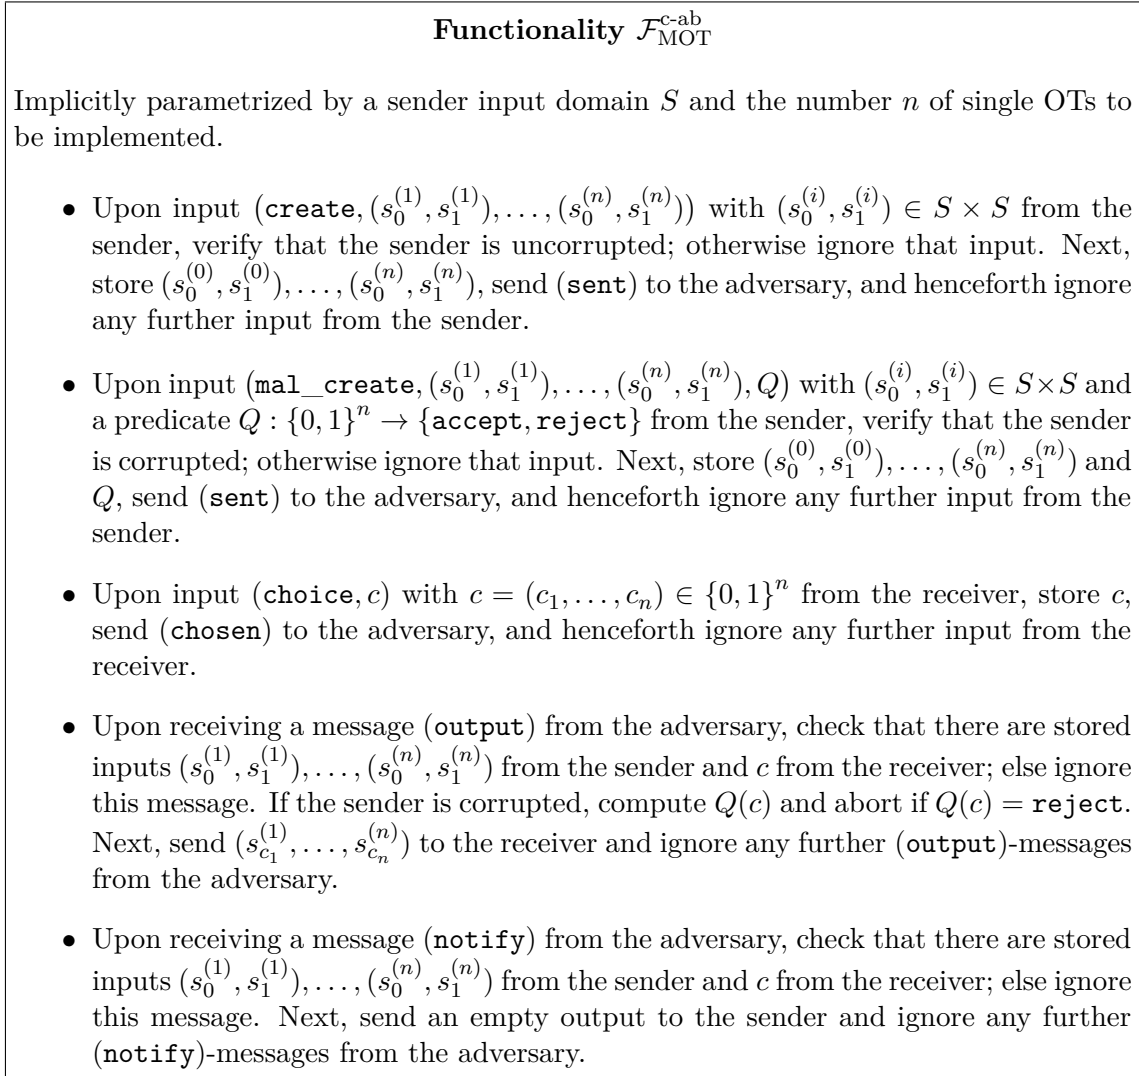 Functionality $\mathcal{F}_{\mathrm{MOT}}^{\text{c-ab}}$
Implicitly parametrized by a sender input domain $S$ and the number $n$ of single OTs to
be implemented.
• Upon input $(\texttt{create}, (s_0^{(1)}, s_1^{(1)}), \ldots, (s_0^{(n)}, s_1^{(n)}))$ with $(s_0^{(i)}, s_1^{(i)}) \in S \times S$ from the
sender, verify that the sender is uncorrupted; otherwise ignore that input. Next,
store $(s_0^{(0)}, s_1^{(0)}), \ldots, (s_0^{(n)}, s_1^{(n)})$, send (sent) to the adversary, and henceforth ignore
any further input from the sender.
• Upon input $(\texttt{mal\_create}, (s_0^{(1)}, s_1^{(1)}), \ldots, (s_0^{(n)}, s_1^{(n)}), Q)$ with $(s_0^{(i)}, s_1^{(i)}) \in S \times S$ and
a predicate $Q : \{0, 1\}^n \to \{\texttt{accept}, \texttt{reject}\}$ from the sender, verify that the sender
is corrupted; otherwise ignore that input. Next, store $(s_0^{(0)}, s_1^{(0)}), \ldots, (s_0^{(n)}, s_1^{(n)})$ and
$Q$, send (sent) to the adversary, and henceforth ignore any further input from the
sender.
• Upon input (choice, $c$) with $c = (c_1, \ldots, c_n) \in \{0, 1\}^n$ from the receiver, store $c$,
send (chosen) to the adversary, and henceforth ignore any further input from the
receiver.
• Upon receiving a message (output) from the adversary, check that there are stored
inputs $(s_0^{(1)}, s_1^{(1)}), \ldots, (s_0^{(n)}, s_1^{(n)})$ from the sender and $c$ from the receiver; else ignore
this message. If the sender is corrupted, compute $Q(c)$ and abort if $Q(c) = \texttt{reject}$.
Next, send $(s_{c_1}^{(1)}, \ldots, s_{c_n}^{(n)})$ to the receiver and ignore any further (output)-messages
from the adversary.
• Upon receiving a message (notify) from the adversary, check that there are stored
inputs $(s_0^{(1)}, s_1^{(1)}), \ldots, (s_0^{(n)}, s_1^{(n)})$ from the sender and $c$ from the receiver; else ignore
this message. Next, send an empty output to the sender and ignore any further
(notify)-messages from the adversary.